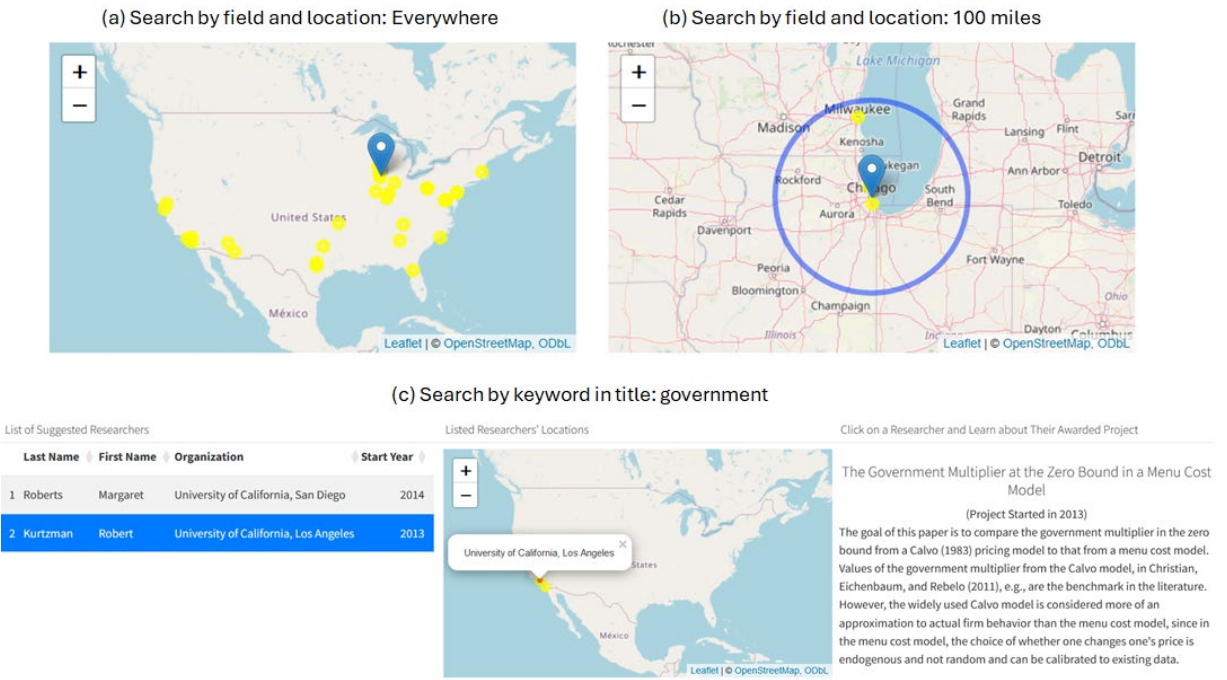 (a) Search by field and location: Everywhere
(b) Search by field and location: 100 miles
+
−
United States
México
Leaflet | © OpenStreetMap, ODbL
+
−
Lake Michigan
Milwaukee
Madison
Grand
Rapids
Lansing
Flint
Kenosha
Detroit
Ann Arbor
Rockford
Chicago
South
Bend
Cedar
Rapids
Aurora
Toledo
Davenport
Fort Wayne
Peoria
Bloomington
Champaign
Ohio
Illinois
Dayton
Columbus
Leaflet | © OpenStreetMap, ODbL
(c) Search by keyword in title: government
List of Suggested Researchers
Last Name First Name Organization Start Year
1 Roberts Margaret University of California, San Diego 2014
2 Kurtzman Robert University of California, Los Angeles 2013
Listed Researchers' Locations
+
−
University of California, Los Angeles ×
States
México
Leaflet | © OpenStreetMap, ODbL
Click on a Researcher and Learn about Their Awarded Project
The Government Multiplier at the Zero Bound in a Menu Cost
Model
(Project Started in 2013)
The goal of this paper is to compare the government multiplier in the zero
bound from a Calvo (1983) pricing model to that from a menu cost model.
Values of the government multiplier from the Calvo model, in Christian,
Eichenbaum, and Rebelo (2011), e.g., are the benchmark in the literature.
However, the widely used Calvo model is considered more of an
approximation to actual firm behavior than the menu cost model, since in
the menu cost model, the choice of whether one changes one's price is
endogenous and not random and can be calibrated to existing data.